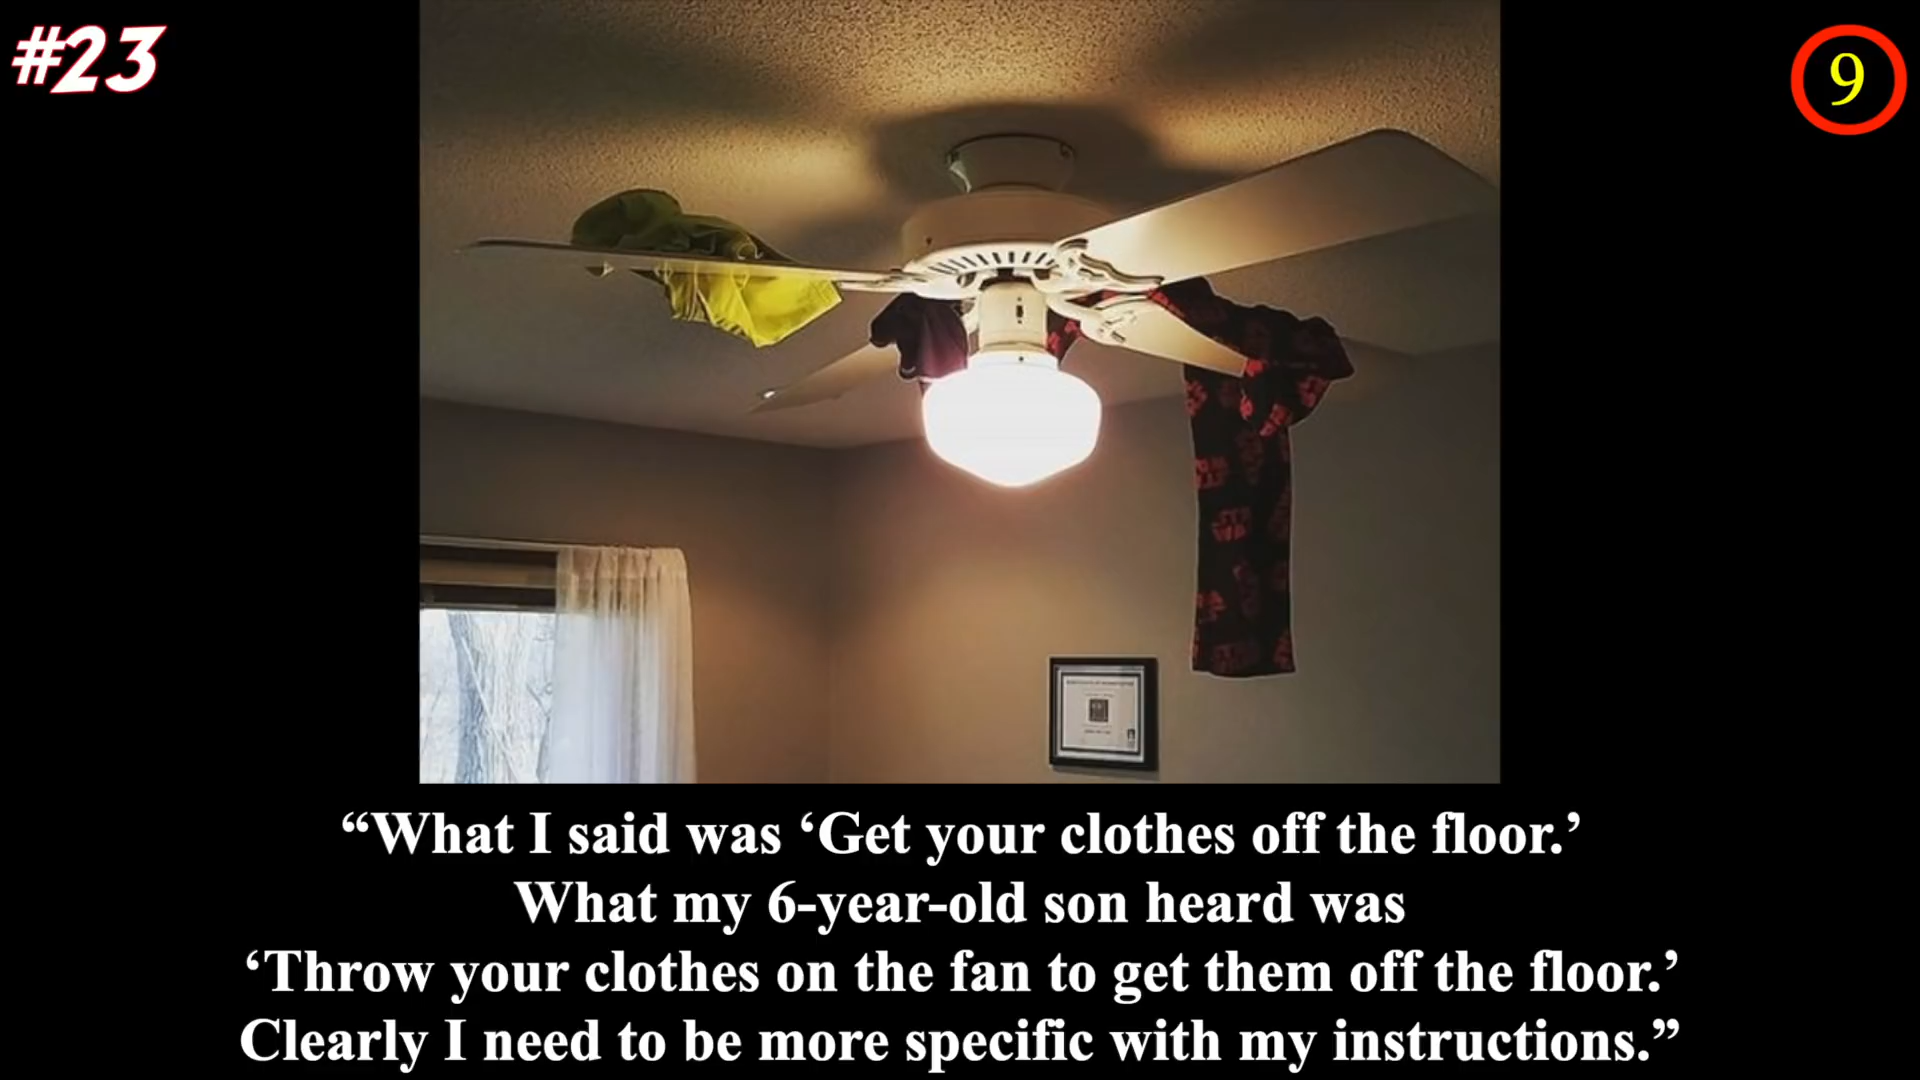 #23
9
“What I said was ‘Get your clothes off the floor.’
What my 6-year-old son heard was
‘Throw your clothes on the fan to get them off the floor.’
Clearly I need to be more specific with my instructions.”